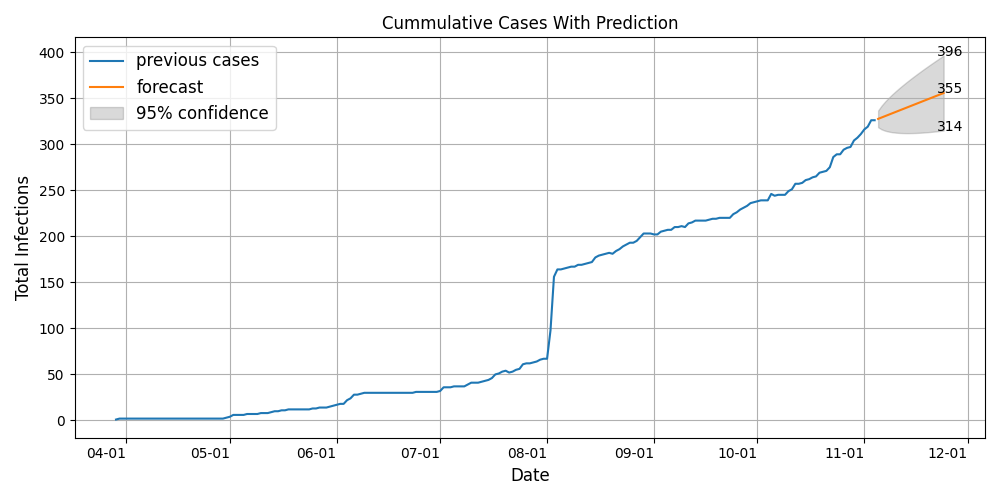 Cummulative Cases With Prediction
400
350
300
250
200
150
100
50
0
Total Infections
previous cases
forecast
95% confidence
396
355
314
04-01 05-01 06-01 07-01 08-01 09-01 10-01 11-01 12-01
Date